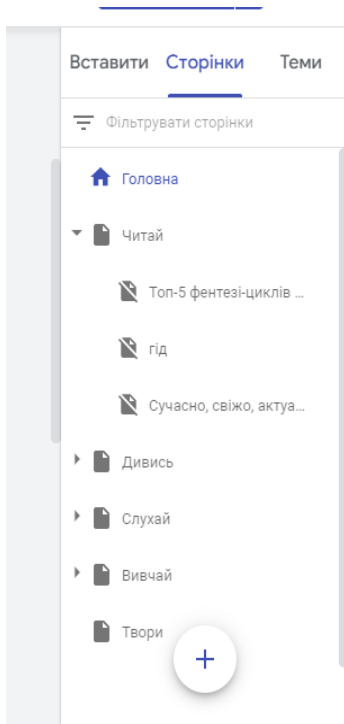 Вставити Сторінки Теми
Фільтрувати сторінки
Головна
Читай
Топ-5 фентезі-циклів ...
гід
Сучасно, свіжо, актуа...
Дивись
Слухай
Вивчай
Твори